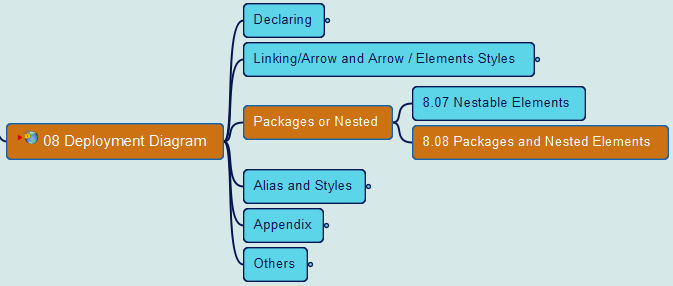 Declaring
Linking/Arrow and Arrow / Elements Styles
08 Deployment Diagram
Packages or Nested
8.07 Nestable Elements
8.08 Packages and Nested Elements
Alias and Styles
Appendix
Others